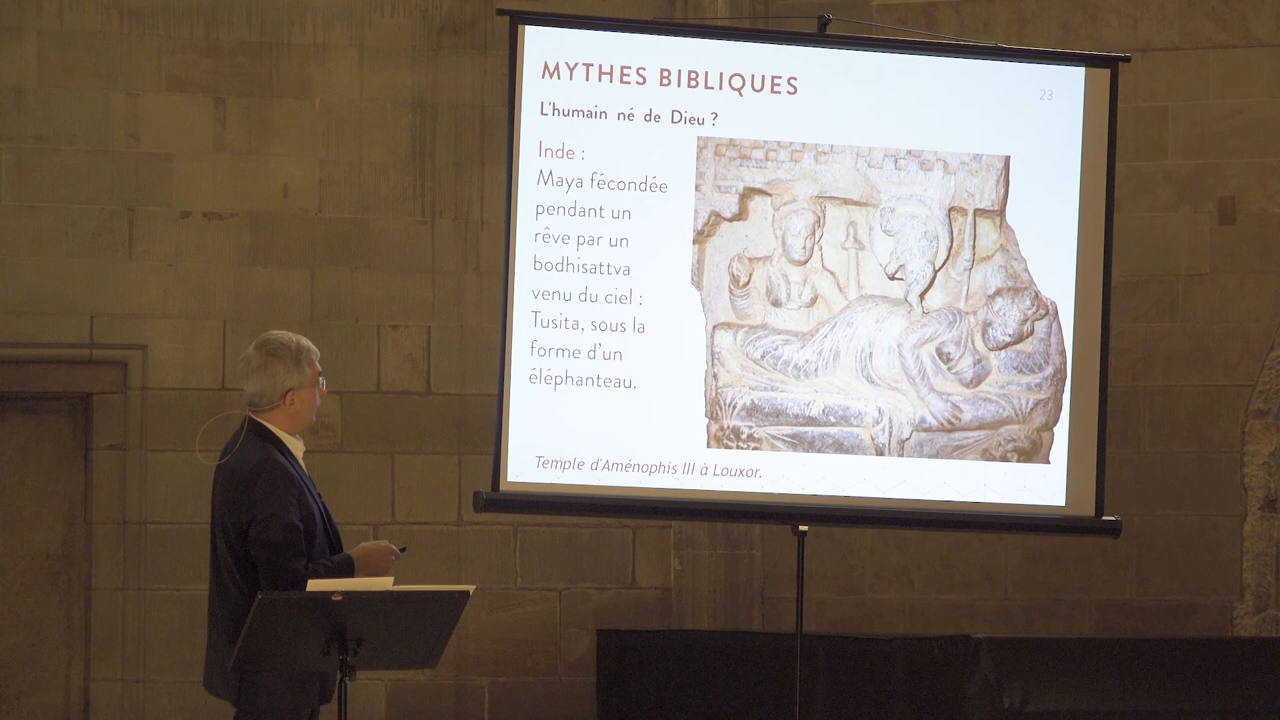 MYTHES BIBLIQUES
23
L'humain né de Dieu ?
Inde :
Maya fécondée
pendant un
rêve par un
bodhisattva
venu du ciel :
Tusita, sous la
forme d'un
éléphanteau.
Temple d'Aménophis III à Louxor.